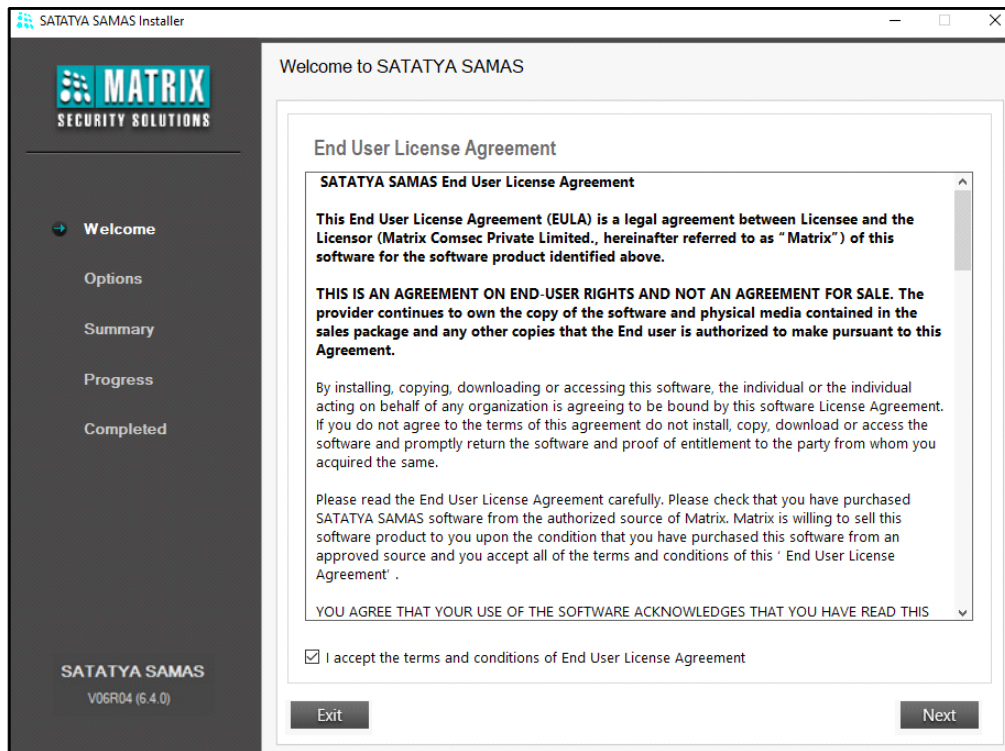 SATATYA SAMAS Installer
MATRIX
SECURITY SOLUTIONS
Welcome
Options
Summary
Progress
Completed
SATATYA SAMAS
V06R04 (6.4.0)
Welcome to SATATYA SAMAS
End User License Agreement
SATATYA SAMAS End User License Agreement
This End User License Agreement (EULA) is a legal agreement between Licensee and the
Licensor (Matrix Comsec Private Limited., hereinafter referred to as “Matrix”) of this
software for the software product identified above.
THIS IS AN AGREEMENT ON END-USER RIGHTS AND NOT AN AGREEMENT FOR SALE. The
provider continues to own the copy of the software and physical media contained in the
sales package and any other copies that the End user is authorized to make pursuant to this
Agreement.
By installing, copying, downloading or accessing this software, the individual or the individual
acting on behalf of any organization is agreeing to be bound by this software License Agreement.
If you do not agree to the terms of this agreement do not install, copy, download or access the
software and promptly return the software and proof of entitlement to the party from whom you
acquired the same.
Please read the End User License Agreement carefully. Please check that you have purchased
SATATYA SAMAS software from the authorized source of Matrix. Matrix is willing to sell this
software product to you upon the condition that you have purchased this software from an
approved source and you accept all of the terms and conditions of this ‘ End User License
Agreement’ .
YOU AGREE THAT YOUR USE OF THE SOFTWARE ACKNOWLEDGES THAT YOU HAVE READ THIS
I accept the terms and conditions of End User License Agreement
Exit
Next